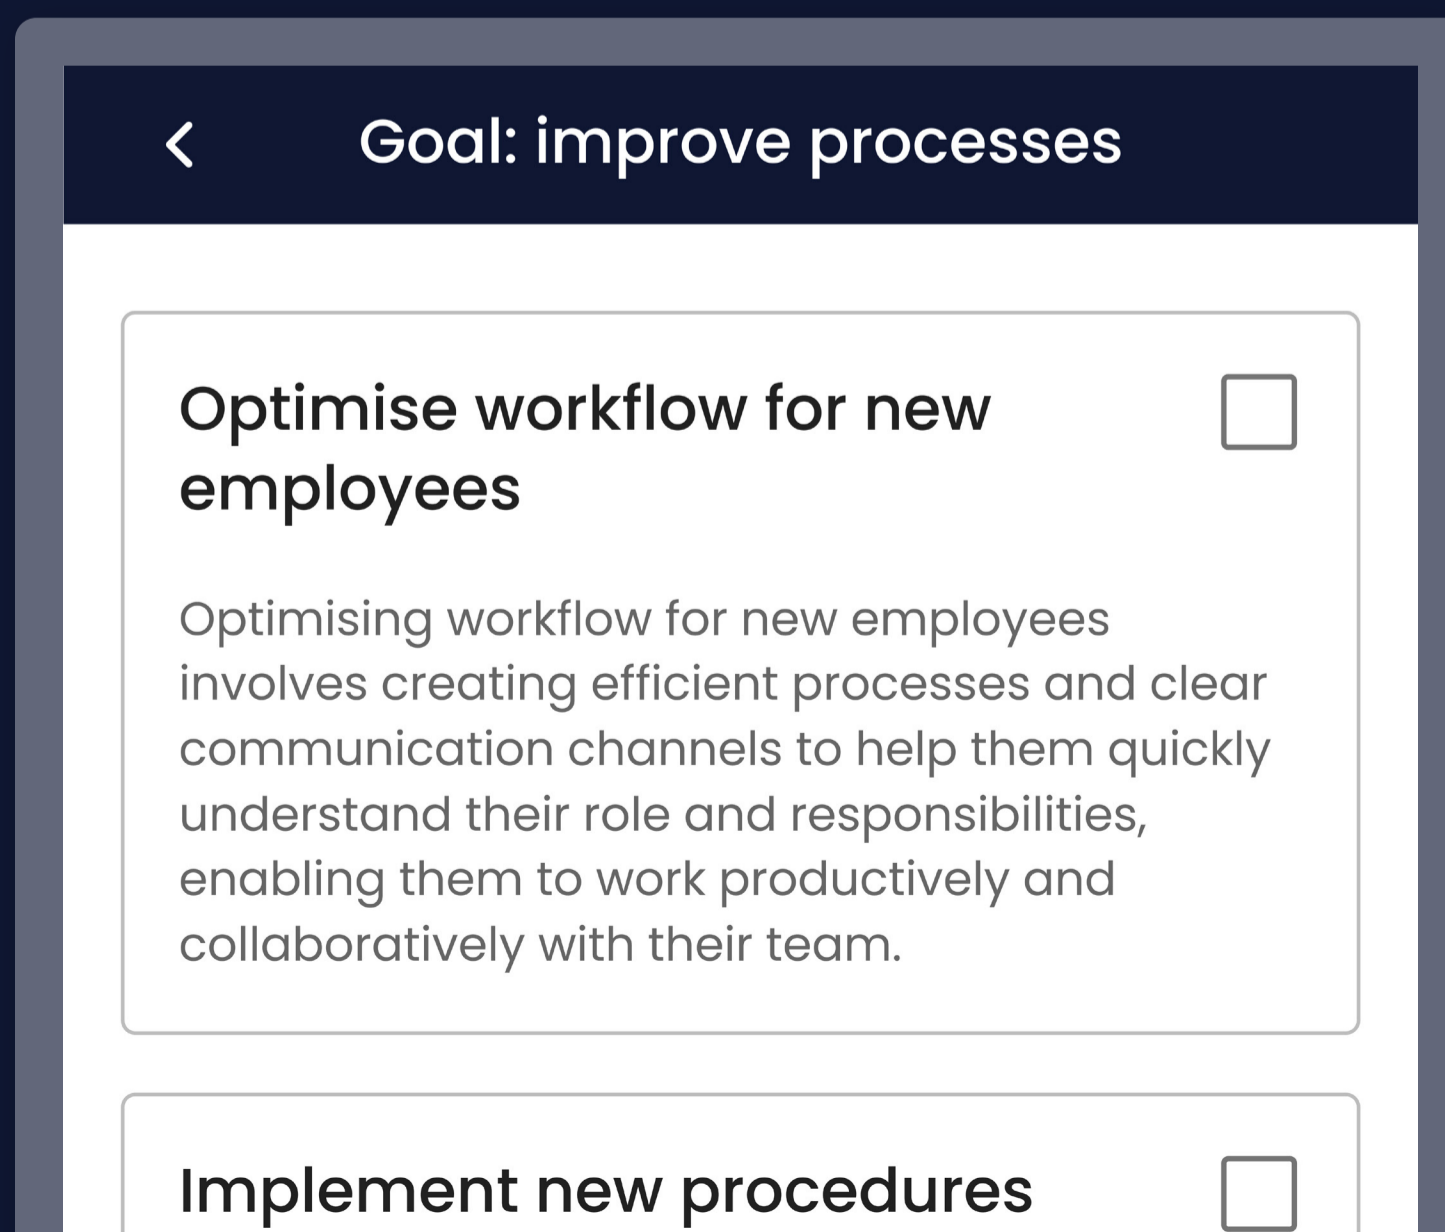 Goal: improve processes
Optimise workflow for new
employees
Optimising workflow for new employees
involves creating efficient processes and clear
communication channels to help them quickly
understand their role and responsibilities,
enabling them to work productively and
collaboratively with their team.
Implement new procedures